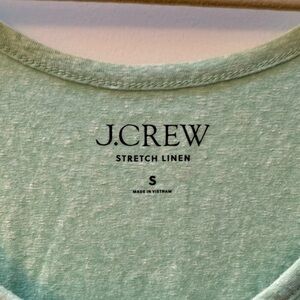 J.CREW
STRETCH LINEN
S
MADE IN VIETNAM